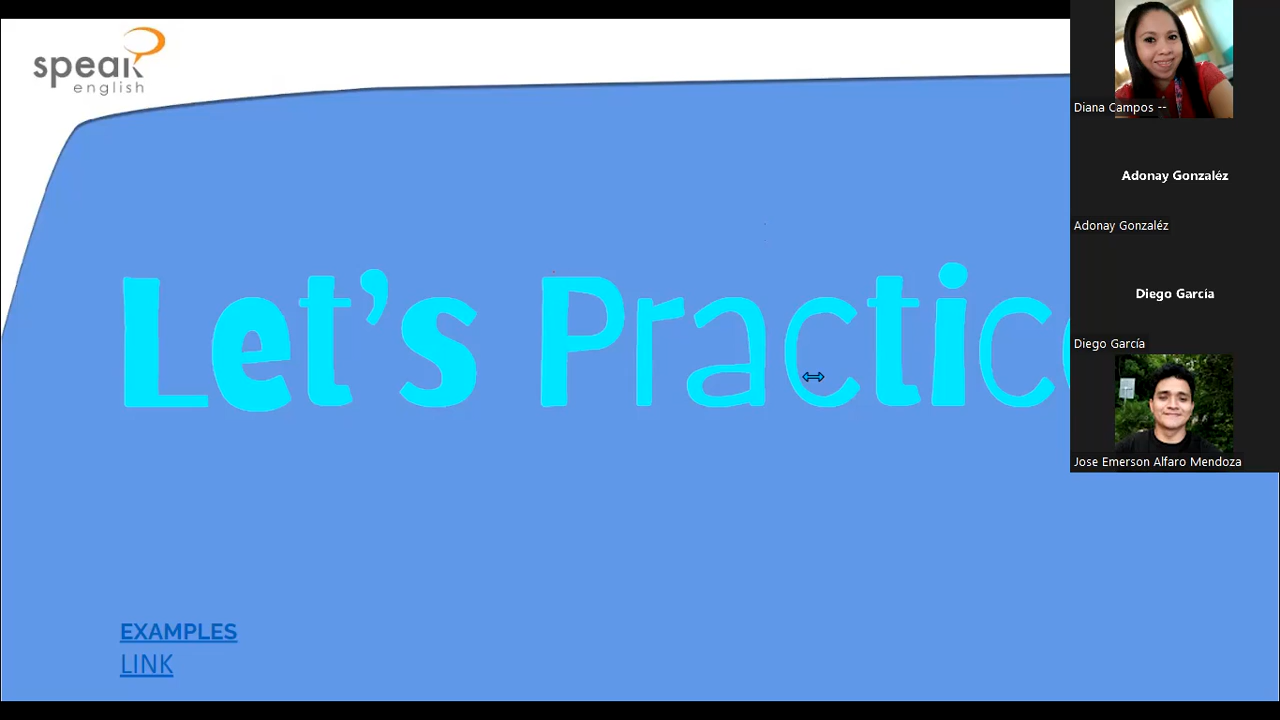 speak
english
Let's Practice
EXAMPLES
LINK
Diana Campos --
Adonay Gonzaléz
Adonay Gonzaléz
Diego García
Diego García
Jose Emerson Alfaro Mendoza